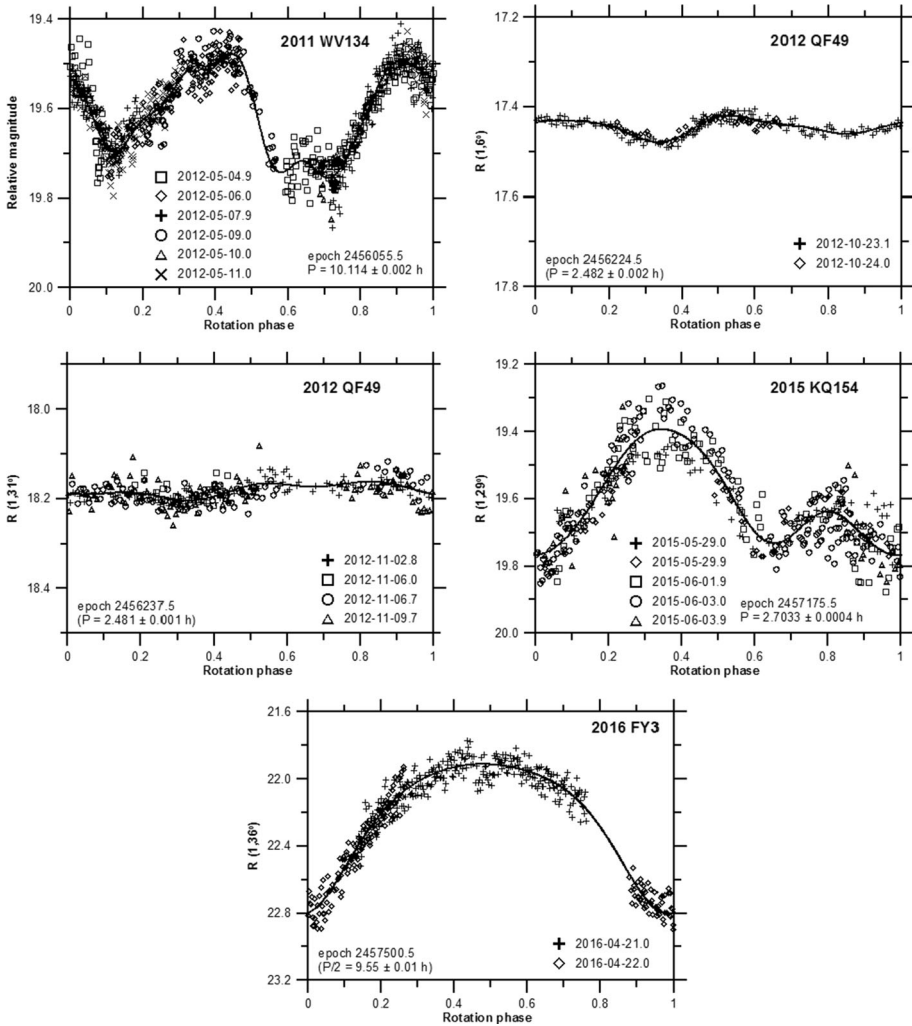 2011 WV134
19.4
19.6
19.8
20.0
Relative magnitude
2012-05-04.9
2012-05-06.0
2012-05-07.9
2012-05-09.0
2012-05-10.0
2012-05-11.0
epoch 2456055.5
P = 10.114 ± 0.002 h
0 0.2 0.4 0.6 0.8 1
Rotation phase
2012 QF49
17.2
17.4
17.6
17.8
R (1,6°)
2012-10-23.1
2012-10-24.0
epoch 2456224.5
(P = 2.482 ± 0.002 h)
0 0.2 0.4 0.6 0.8 1
Rotation phase
2012 QF49
18.0
18.2
18.4
R (1,31°)
2012-11-02.8
2012-11-06.0
2012-11-06.7
2012-11-09.7
epoch 2456237.5
(P = 2.481 ± 0.001 h)
0 0.2 0.4 0.6 0.8 1
Rotation phase
2015 KQ154
19.2
19.4
19.6
19.8
20.0
R (1,29°)
2015-05-29.0
2015-05-29.9
2015-06-01.9
2015-06-03.0
2015-06-03.9
epoch 2457175.5
P = 2.7033 ± 0.0004 h
0 0.2 0.4 0.6 0.8 1
Rotation phase
2016 FY3
21.6
22.0
22.4
22.8
23.2
R (1,36°)
2016-04-21.0
2016-04-22.0
epoch 2457500.5
(P/2 = 9.55 ± 0.01 h)
0 0.2 0.4 0.6 0.8 1
Rotation phase